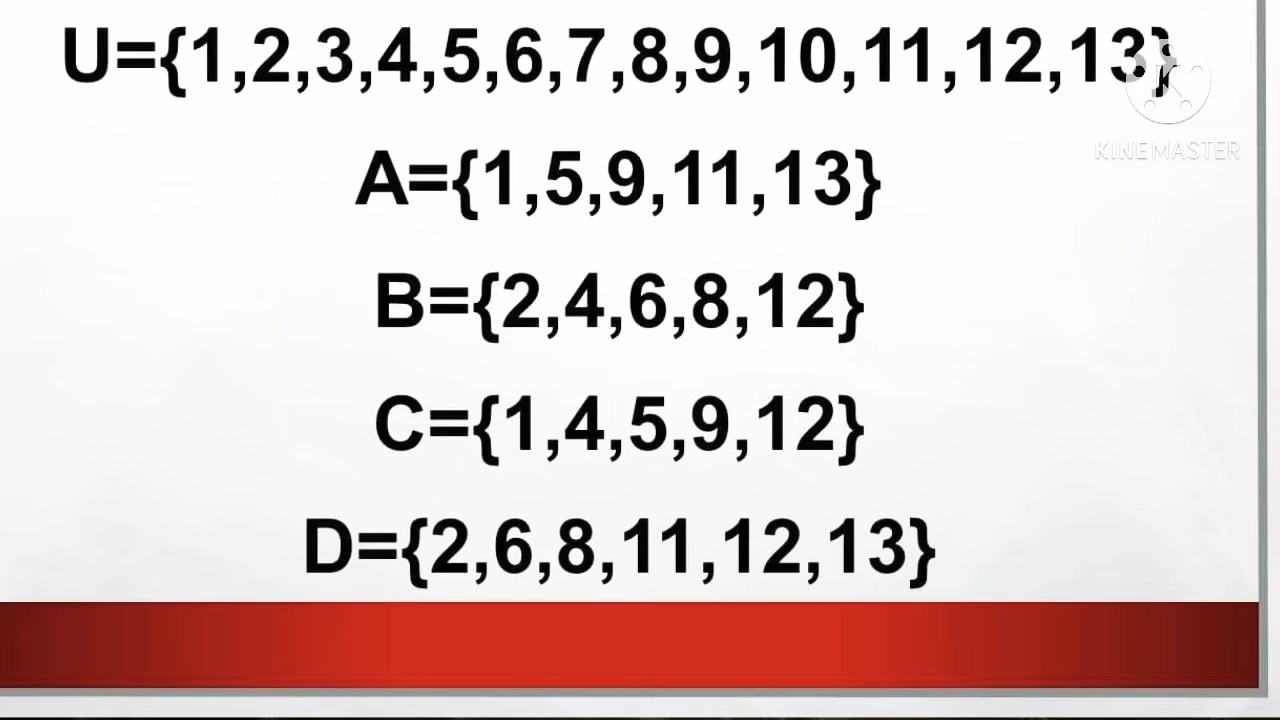 U={1,2,3,4,5,6,7,8,9,10,11,12,13}
KINEMASTER
A={1,5,9,11,13}
B={2,4,6,8,12}
C={1,4,5,9,12}
D={2,6,8,11,12,13}